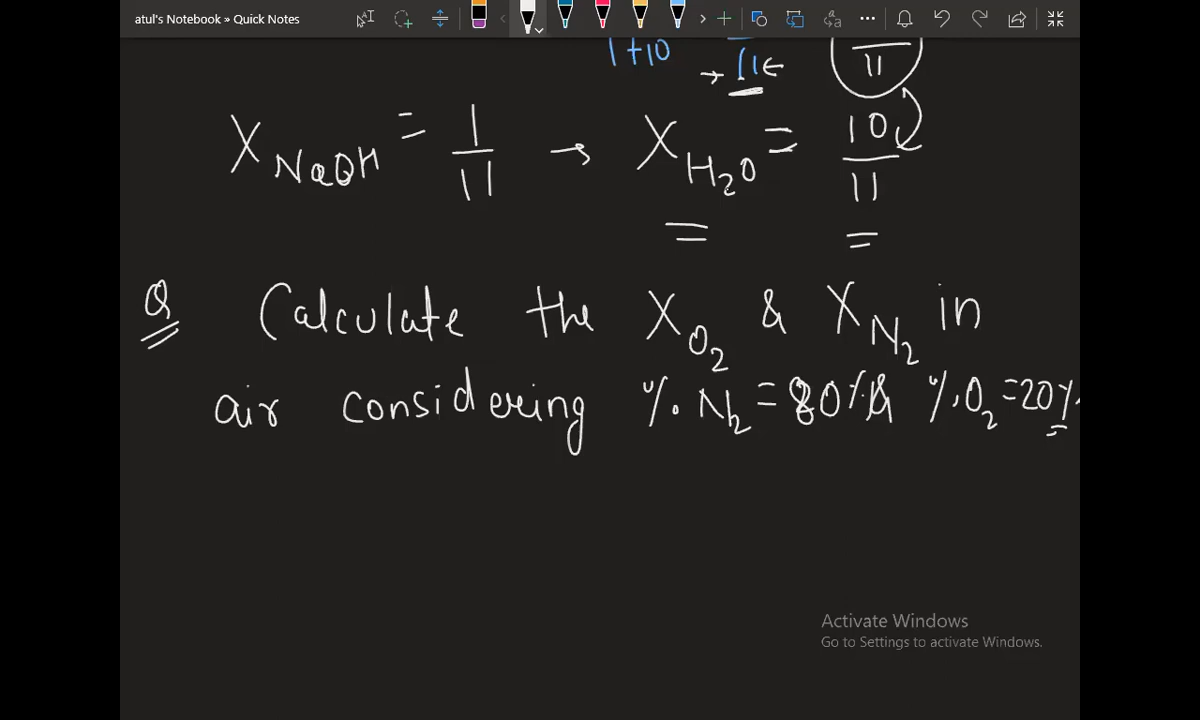 atul's Notebook » Quick Notes
1+10 → 11 ← 11
X NaOH = 1/11 → X H2O = 10/11
Q Calculate the X O2 & X N2 in
air considering %. N2 = 80% & %. O2 = 20%
Activate Windows
Go to Settings to activate Windows.